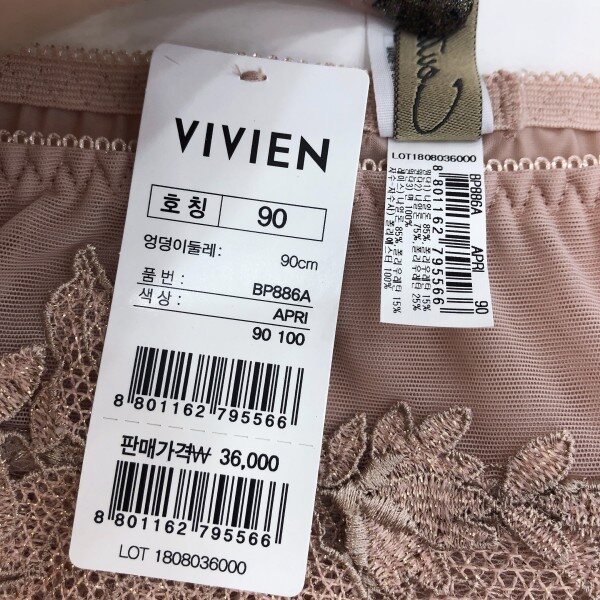 VIVIEN
호칭 90
엉덩이둘레: 90cm
품 번: BP886A
색 상: APRI
90 100
8 801162 795566
판매가격₩ 36,000
8 801162 795566
LOT 1808036000
LOT1808036000
BP886A APRI 90
8 801162 795566